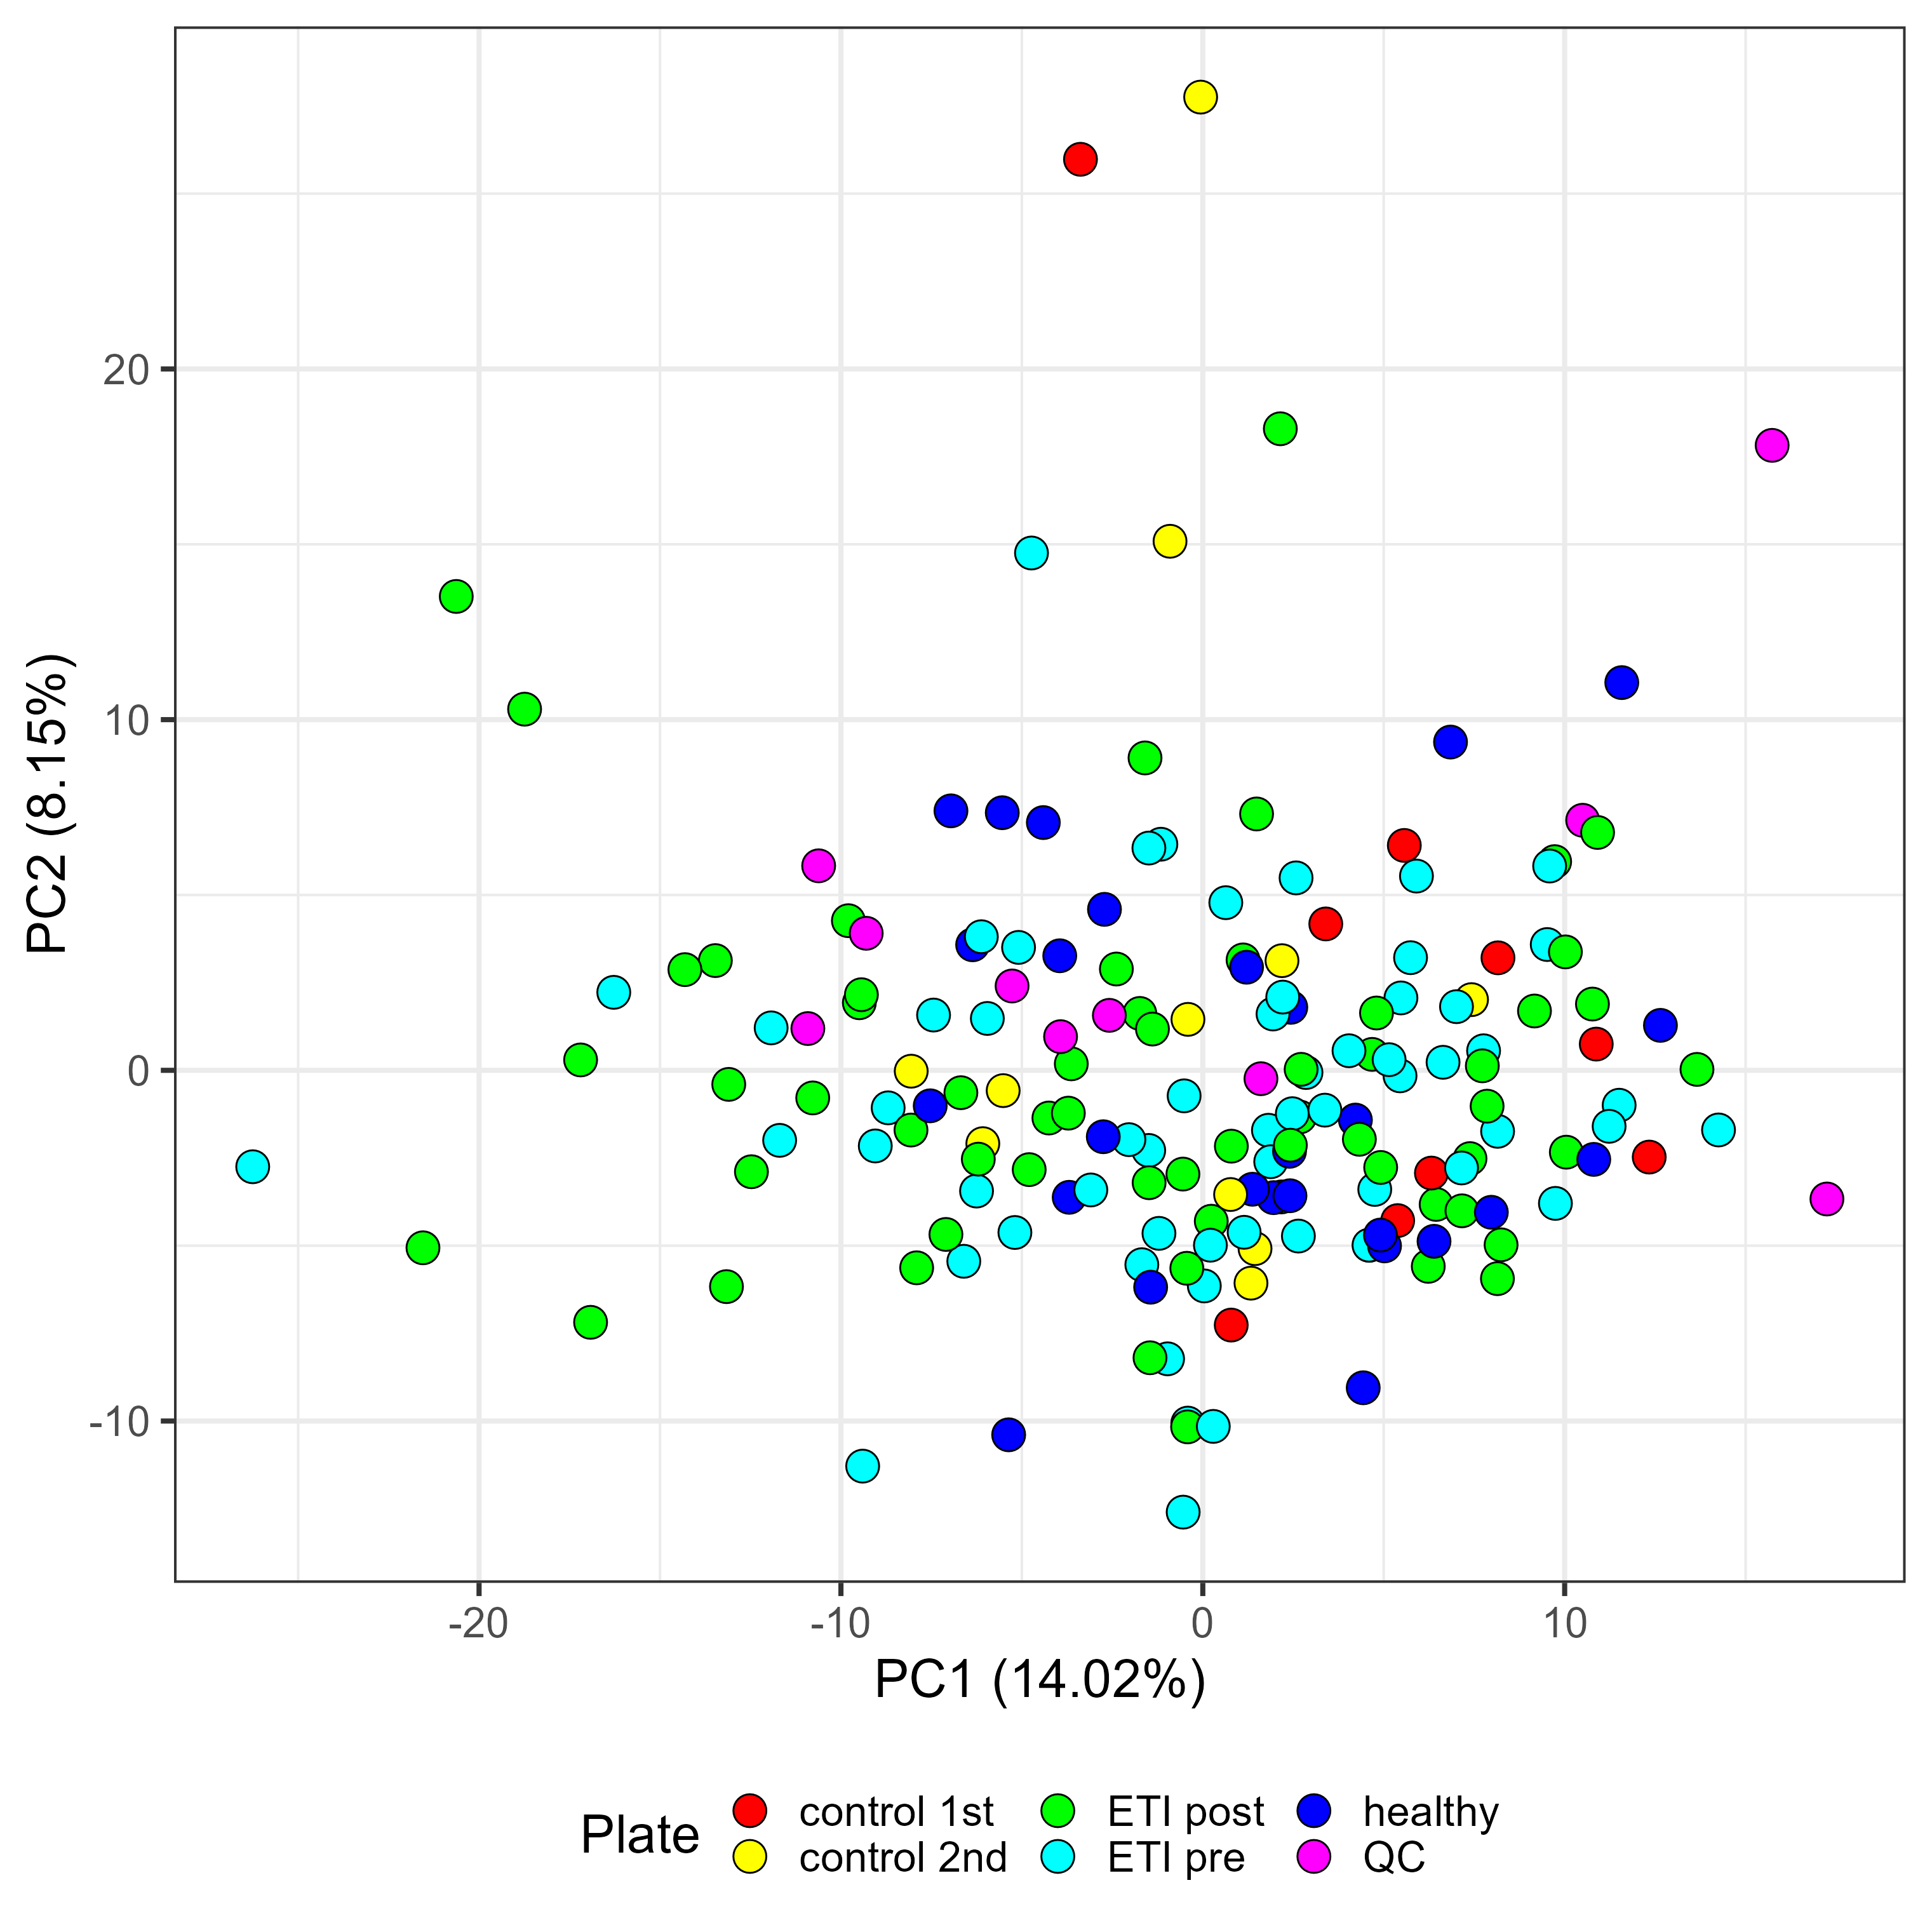 PC2 (8.15%)
20
10
0
-10
-20
-10
0
10
PC1 (14.02%)
Plate
control 1st
ETI post
healthy
control 2nd
ETI pre
QC